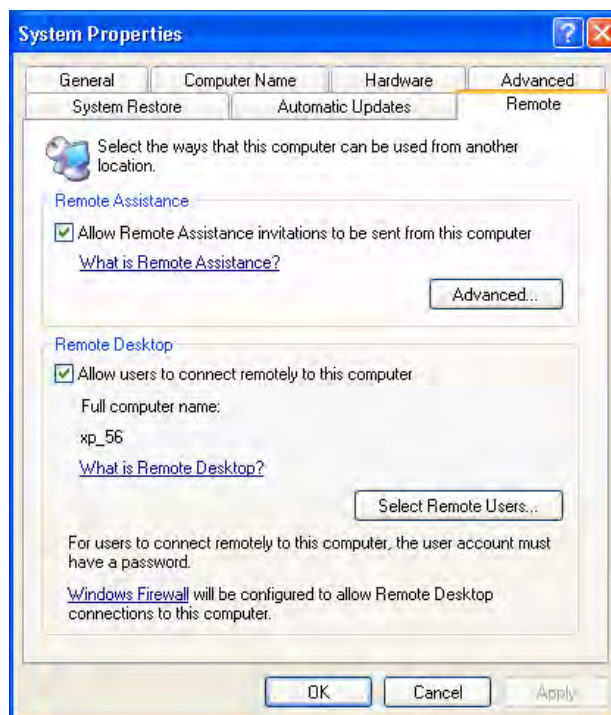 System Properties
General
Computer Name
Hardware
Advanced
System Restore
Automatic Updates
Remote
Select the ways that this computer can be used from another
location.
Remote Assistance
Allow Remote Assistance invitations to be sent from this computer
What is Remote Assistance?
Advanced...
Remote Desktop
Allow users to connect remotely to this computer
Full computer name:
xp_56
What is Remote Desktop?
Select Remote Users...
For users to connect remotely to this computer, the user account must
have a password.
Windows Firewall will be configured to allow Remote Desktop
connections to this computer.
OK
Cancel
Apply